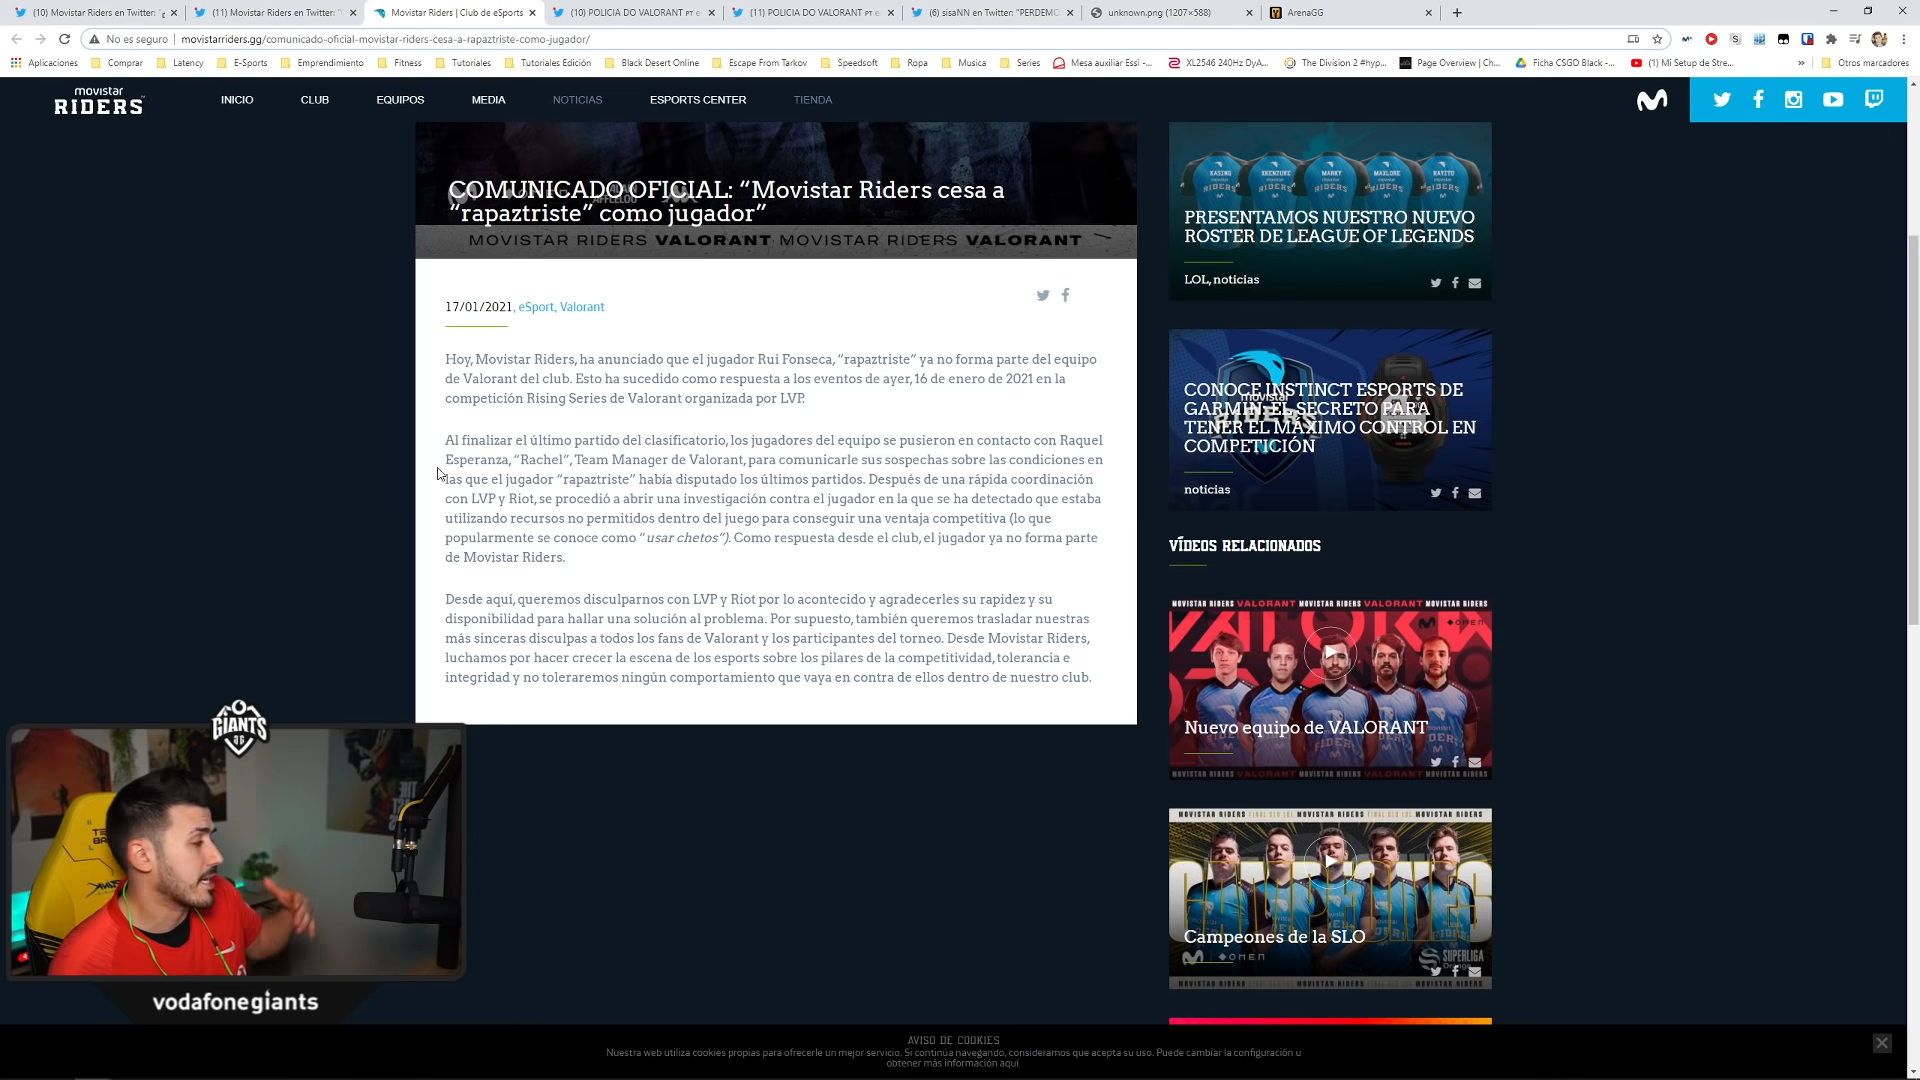 (10) Movistar Riders en Twitter: "¿
(11) Movistar Riders en Twitter: "
Movistar Riders | Club de eSports
(10) POLICIA DO VALORANT PT e
(11) POLICIA DO VALORANT PT e
(6) sisaNN en Twitter: "PERDEMO
unknown.png (1207×588)
ArenaGG
No es seguro
movistarriders.gg/comunicado-oficial-movistar-riders-cesa-a-rapaztriste-como-jugador/
Aplicaciones
Comprar
Latency
E-Sports
Emprendimiento
Fitness
Tutoriales
Tutoriales Edición
Black Desert Online
Escape From Tarkov
Speedsoft
Ropa
Musica
Series
Mesa auxiliar Essi -...
XL2546 240Hz DyA...
The Division 2 #hyp...
Page Overview | Ch...
Ficha CSGO Black -...
(1) Mi Setup de Stre...
»
Otros marcadores
movistar
RIDERS
INICIO
CLUB
EQUIPOS
MEDIA
NOTICIAS
ESPORTS CENTER
TIENDA
COMUNICADO OFICIAL: “Movistar Riders cesa a
“rapaztriste” como jugador”
MOVISTAR RIDERS VALORANT MOVISTAR RIDERS VALORANT
17/01/2021, eSport, Valorant
Hoy, Movistar Riders, ha anunciado que el jugador Rui Fonseca, “rapaztriste” ya no forma parte del equipo
de Valorant del club. Esto ha sucedido como respuesta a los eventos de ayer, 16 de enero de 2021 en la
competición Rising Series de Valorant organizada por LVP.
Al finalizar el último partido del clasificatorio, los jugadores del equipo se pusieron en contacto con Raquel
Esperanza, “Rachel“, Team Manager de Valorant, para comunicarle sus sospechas sobre las condiciones en
las que el jugador “rapaztriste” había disputado los últimos partidos. Después de una rápida coordinación
con LVP y Riot, se procedió a abrir una investigación contra el jugador en la que se ha detectado que estaba
utilizando recursos no permitidos dentro del juego para conseguir una ventaja competitiva (lo que
popularmente se conoce como “usar chetos”). Como respuesta desde el club, el jugador ya no forma parte
de Movistar Riders.
Desde aquí, queremos disculparnos con LVP y Riot por lo acontecido y agradecerles su rapidez y su
disponibilidad para hallar una solución al problema. Por supuesto, también queremos trasladar nuestras
más sinceras disculpas a todos los fans de Valorant y los participantes del torneo. Desde Movistar Riders,
luchamos por hacer crecer la escena de los esports sobre los pilares de la competitividad, tolerancia e
integridad y no toleraremos ningún comportamiento que vaya en contra de ellos dentro de nuestro club.
KASING
MARKY
RAYITO
RIDERS
PRESENTAMOS NUESTRO NUEVO
ROSTER DE LEAGUE OF LEGENDS
LOL, noticias
movistar
RIDERS
CONOCE INSTINCT ESPORTS DE
GARMIN: EL SECRETO PARA
TENER EL MÁXIMO CONTROL EN
COMPETICIÓN
noticias
VÍDEOS RELACIONADOS
MOVISTAR RIDERS VALORANT MOVISTAR RIDERS VALORANT MOVISTAR RIDERS
OMEN
Nuevo equipo de VALORANT
MOVISTAR RIDERS VALORANT MOVISTAR RIDERS VALORANT MOVISTAR RIDERS
MOVISTAR RIDERS FINAL SLO LOL MOVISTAR RIDERS FINAL SLO LOL MOVISTAR RIDERS
Campeones de la SLO
OMEN
SUPERLIGA
Orange
GIANTS
vodafonegiants
AVISO DE COOKIES
Nuestra web utiliza cookies propias para ofrecerle un mejor servicio. Si continúa navegando, consideramos que acepta su uso. Puede cambiar la configuración u
obtener más información aquí.